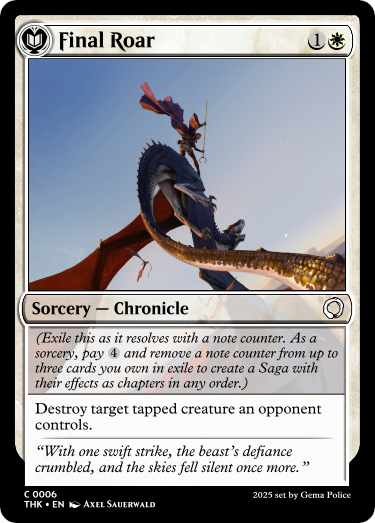 Final Roar 1
Sorcery — Chronicle
(Exile this as it resolves with a note counter. As a
sorcery, pay 4 and remove a note counter from up to
three cards you own in exile to create a Saga with
their effects as chapters in any order.)
Destroy target tapped creature an opponent
controls.
“With one swift strike, the beast’s defiance
crumbled, and the skies fell silent once more.”
C 0006
THK • EN Axel Sauerwald
2025 set by Gema Police